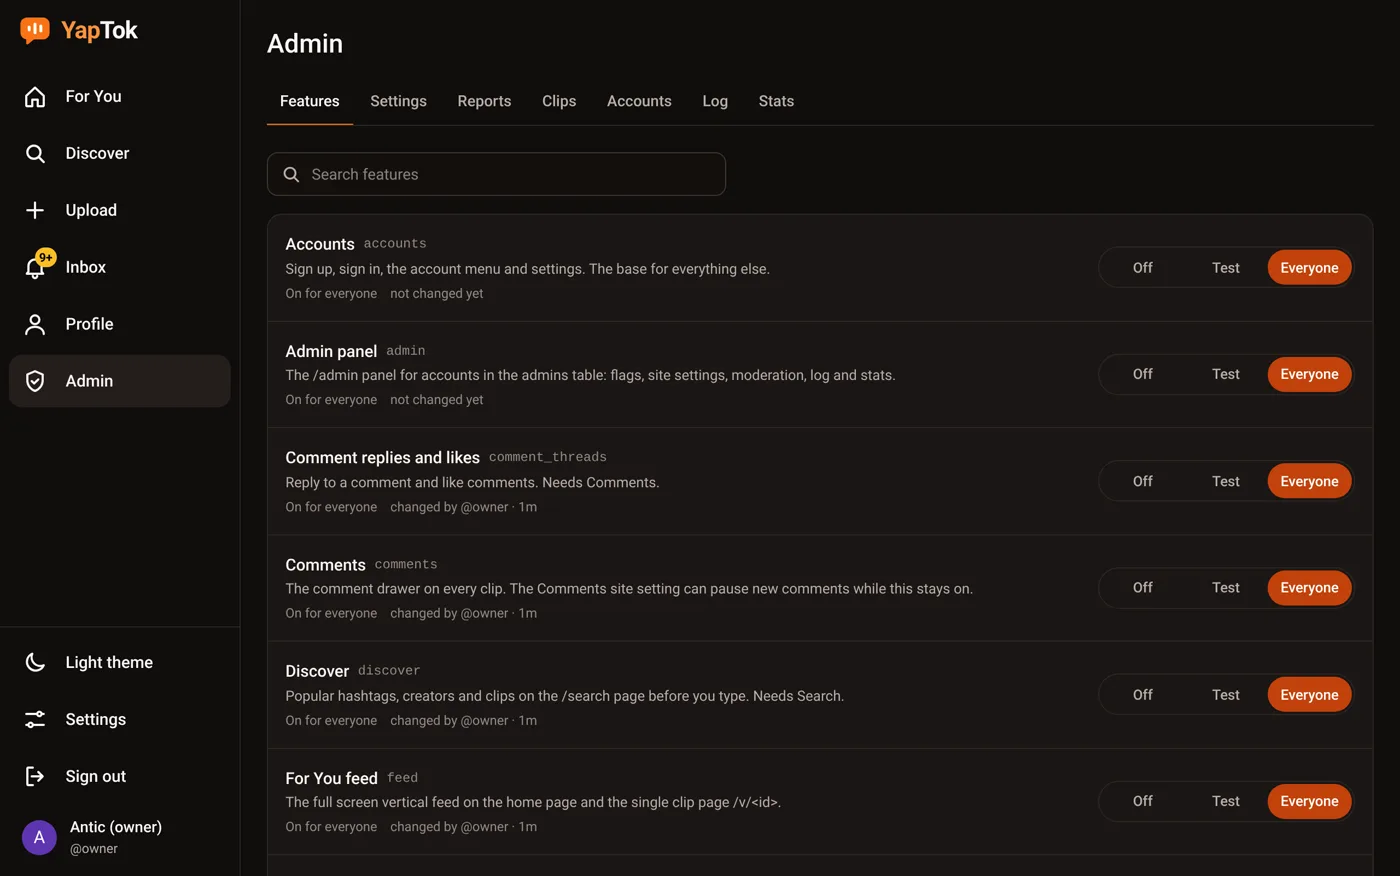 YapTok
For You
Discover
Upload
9+
Inbox
Profile
Admin
Light theme
Settings
Sign out
A
Antic (owner)
@owner
Admin
Features Settings Reports Clips Accounts Log Stats
Search features
Accounts accounts
Sign up, sign in, the account menu and settings. The base for everything else.
On for everyone not changed yet
Off Test Everyone
Admin panel admin
The /admin panel for accounts in the admins table: flags, site settings, moderation, log and stats.
On for everyone not changed yet
Off Test Everyone
Comment replies and likes comment_threads
Reply to a comment and like comments. Needs Comments.
On for everyone changed by @owner · 1m
Off Test Everyone
Comments comments
The comment drawer on every clip. The Comments site setting can pause new comments while this stays on.
On for everyone changed by @owner · 1m
Off Test Everyone
Discover discover
Popular hashtags, creators and clips on the /search page before you type. Needs Search.
On for everyone changed by @owner · 1m
Off Test Everyone
For You feed feed
The full screen vertical feed on the home page and the single clip page /v/<id>.
On for everyone changed by @owner · 1m
Off Test Everyone